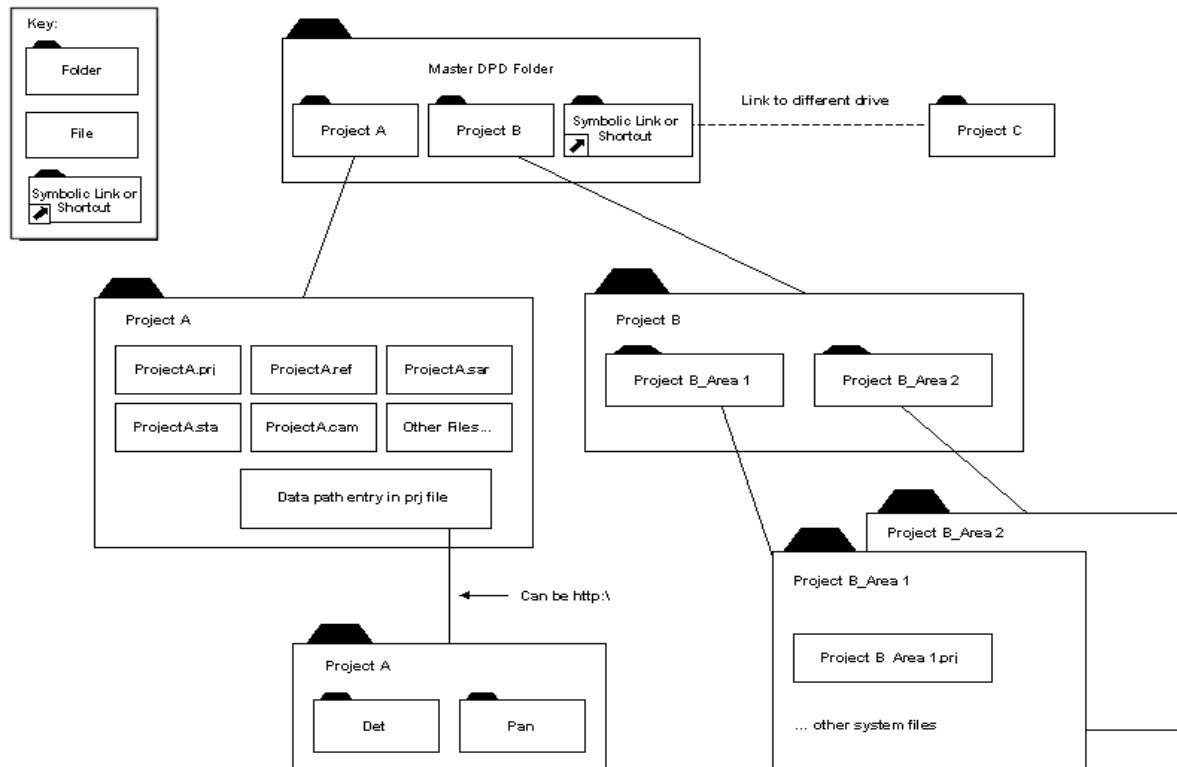 Key:
Folder
File
Symbolic Link or
Shortcut
Master DPD Folder
Project A
Project B
Symbolic Link or
Shortcut
Link to different drive
Project C
Project A
ProjectA.prj
ProjectA.ref
ProjectA.sar
ProjectA.sta
ProjectA.cam
Other Files...
Data path entry in prj file
Project B
Project B_Area 1
Project B_Area 2
Can be http:\
Project A
Det
Pan
Project B_Area 2
Project B_Area 1
Project B_Area 1.prj
... other system files